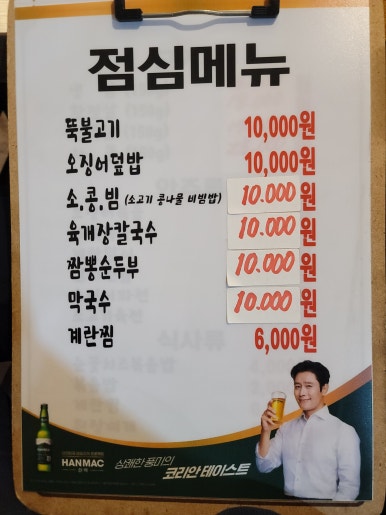 점심메뉴
뚝불고기 10,000원
오징어덮밥 10,000원
소.콩.빔 (소고기 콩나물 비빔밥) 10.000원
육개장칼국수 10.000원
짬뽕순두부 10.000원
막국수 10.000원
계란찜 6,000원
HANMAC
한맥
상쾌한 풍미의
코리안 테이스트